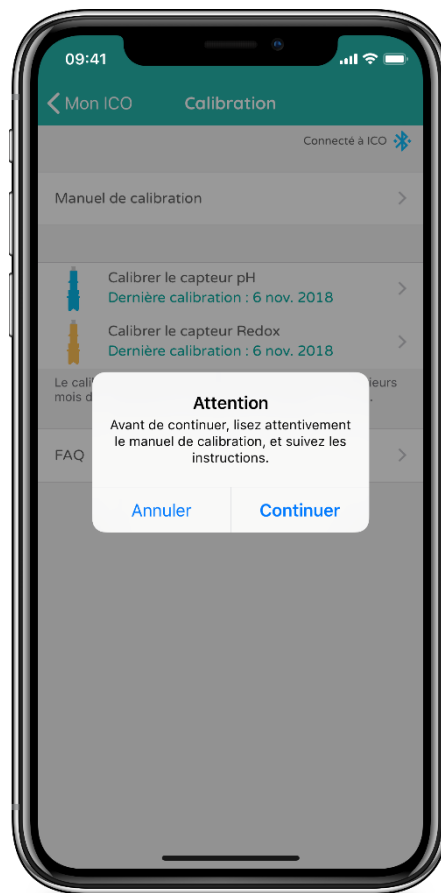 09:41
Mon ICO Calibration
Connecté à ICO
Manuel de calibration
Calibrer le capteur pH
Dernière calibration : 6 nov. 2018
Calibrer le capteur Redox
Dernière calibration : 6 nov. 2018
Le
mois
Attention
Avant de continuer, lisez attentivement
le manuel de calibration, et suivez les
instructions.
FAQ
Annuler Continuer